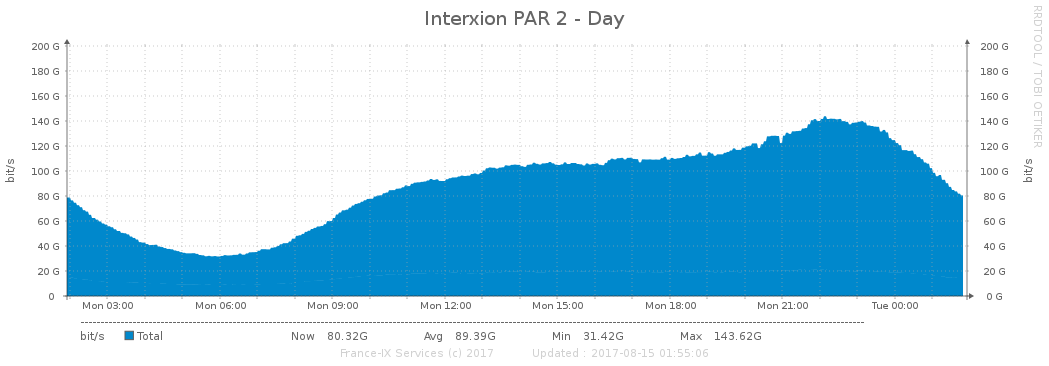 Interxion PAR 2 - Day
RRDTOOL / TOBI OETIKER
bit/s
bit/s
200 G 200 G
180 G 180 G
160 G 160 G
140 G 140 G
120 G 120 G
100 G 100 G
80 G 80 G
60 G 60 G
40 G 40 G
20 G 20 G
0 0 G
Mon 03:00 Mon 06:00 Mon 09:00 Mon 12:00 Mon 15:00 Mon 18:00 Mon 21:00 Tue 00:00
bit/s Total Now 80.32G Avg 89.39G Min 31.42G Max 143.62G
France-IX Services (c) 2017 Updated : 2017-08-15 01:55:06